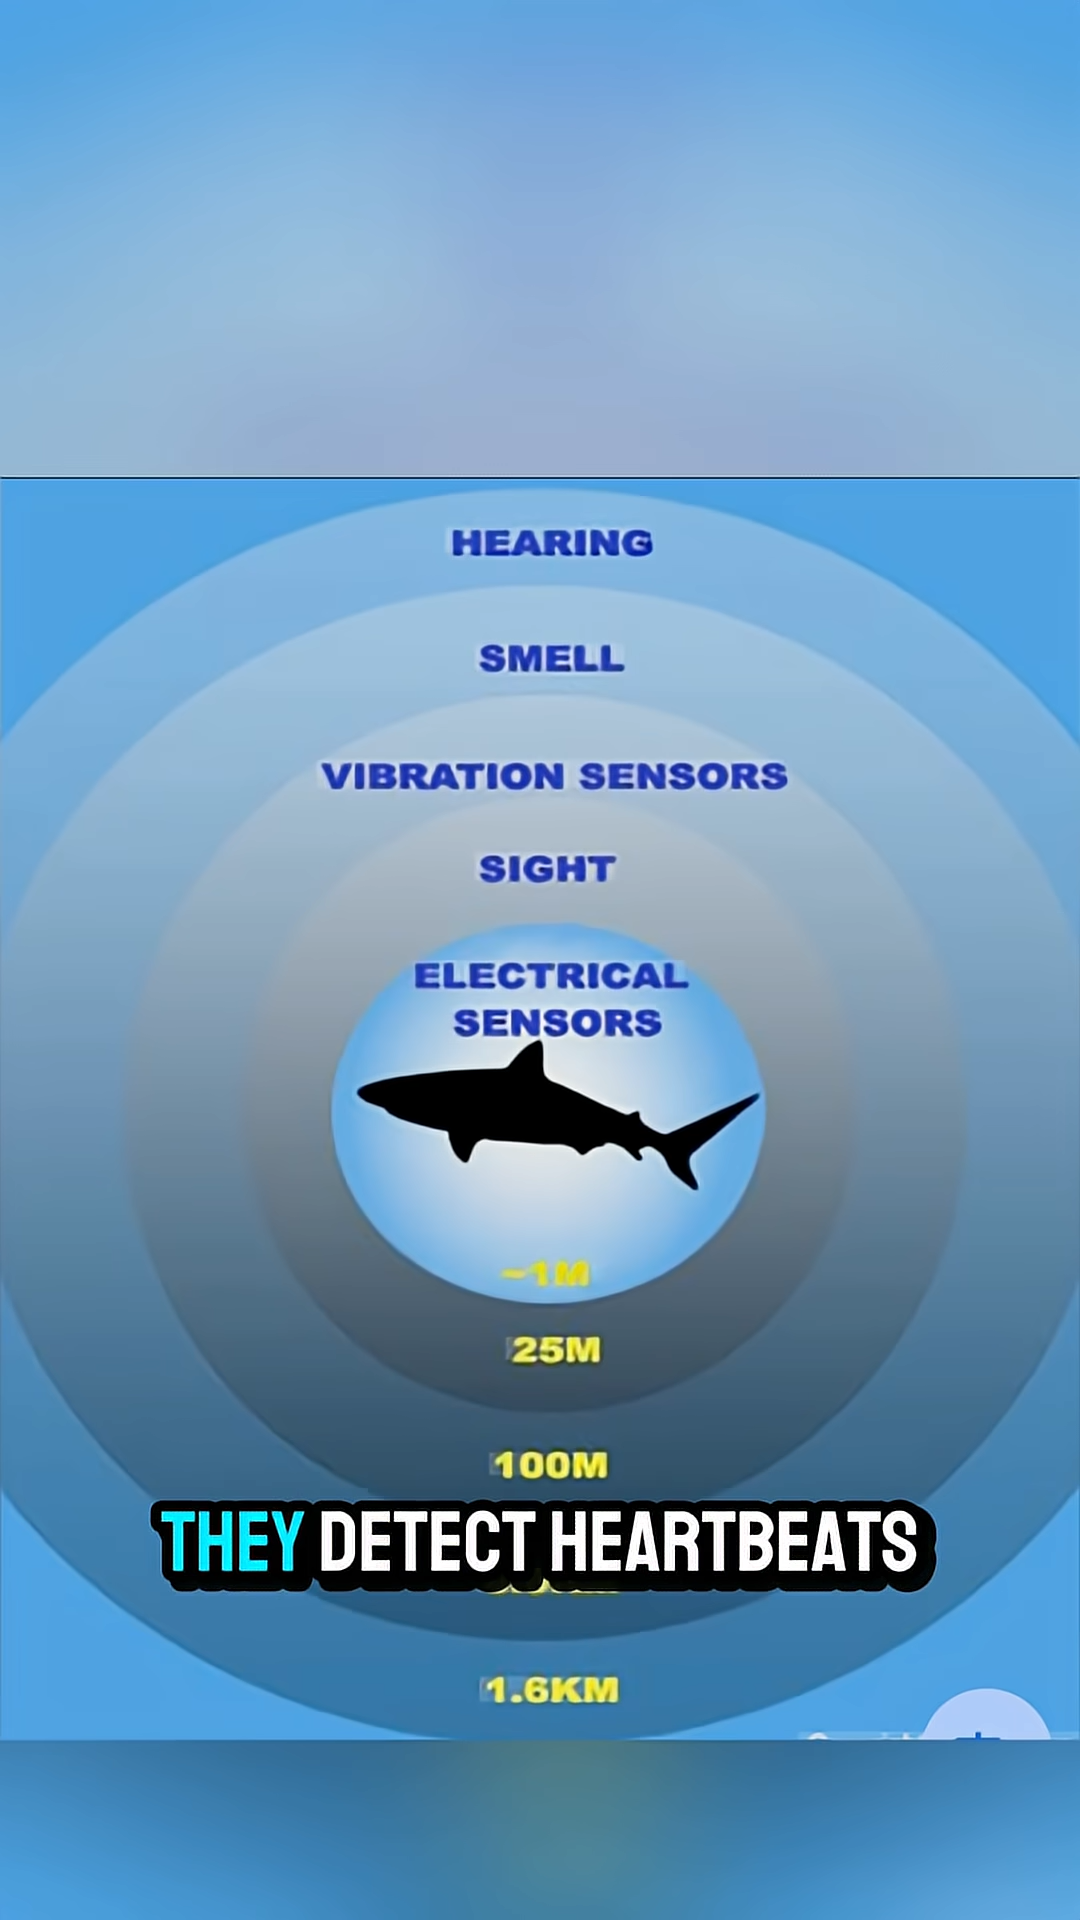 HEARING
SMELL
VIBRATION SENSORS
SIGHT
ELECTRICAL
SENSORS
~1M
25M
100M
THEY DETECT HEARTBEATS
1.6KM